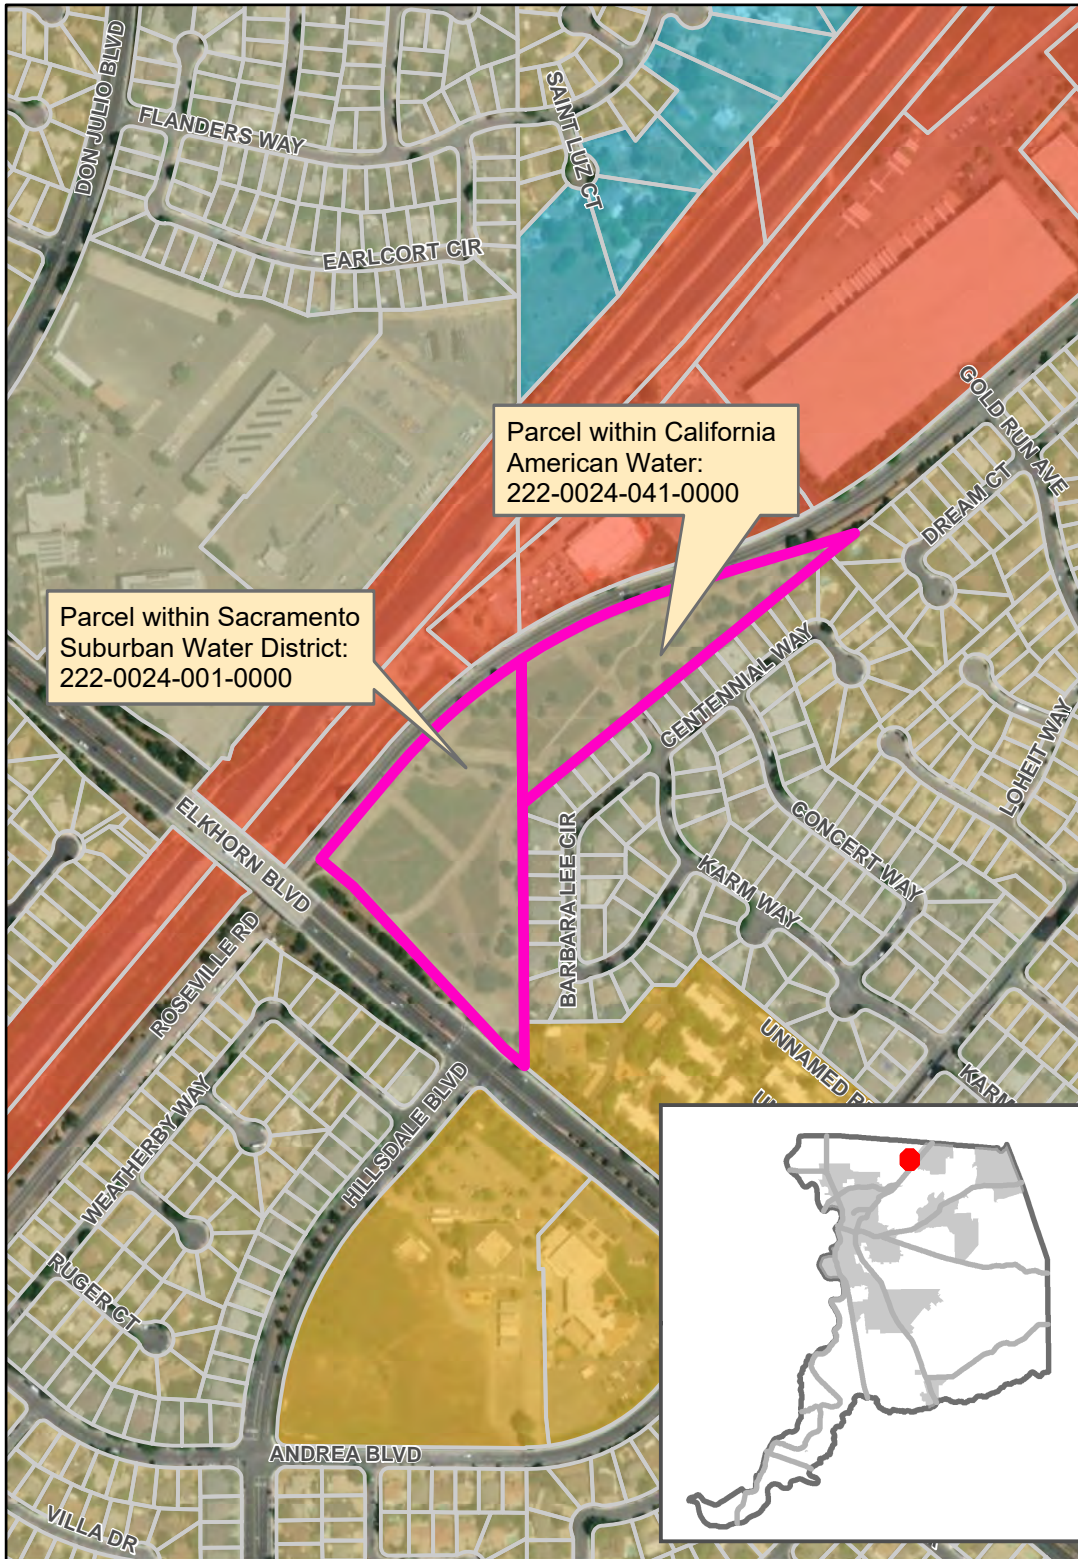 DON JULIO BLVD
FLANDERS WAY
SAINT LUZ CT
EARLCORT CIR
GOLD RUN AVE
Parcel within California
American Water:
222-0024-041-0000
DREAM CT
Parcel within Sacramento
Suburban Water District:
222-0024-001-0000
CENTENNIAL WAY
LOHEIT WAY
ELKHORN BLVD
CONCERT WAY
BARBARA LEE CIR
KARM WAY
ROSEVILLE RD
UNNAMED
KARM
WEATHERBY WAY
HILLSDALE BLVD
RUGER CT
ANDREA BLVD
VILLA DR